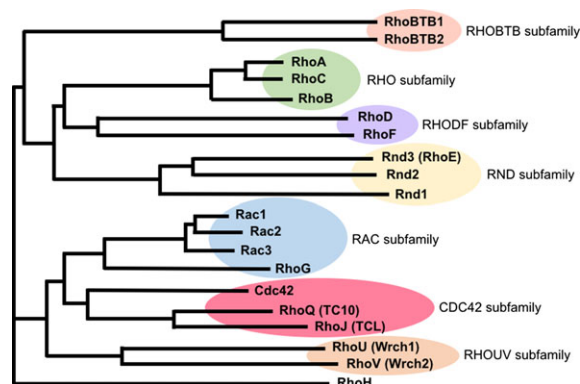 RhoBTB1
RhoBTB2
RHOBTB subfamily
RhoA
RhoC
RhoB
RHO subfamily
RhoD
RhoF
RHODF subfamily
Rnd3 (RhoE)
Rnd2
Rnd1
RND subfamily
Rac1
Rac2
Rac3
RhoG
RAC subfamily
Cdc42
RhoQ (TC10)
RhoJ (TCL)
CDC42 subfamily
RhoU (Wrch1)
RhoV (Wrch2)
RHOUV subfamily
RhoH